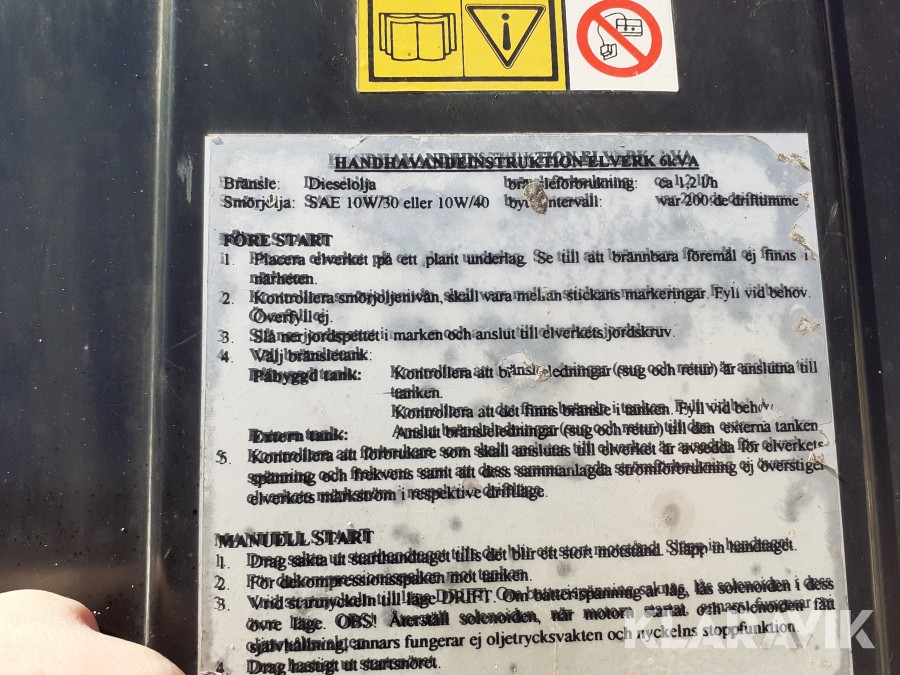 HANDHAVANDEINSTRUKTION ELVERK 6kVA
Bränsle: Dieselolja bränsleförbrukning: ca 1,2 l/h
Smörjolja: SAE 10W/30 eller 10W/40 bytesintervall: var 200:de drifttimme
FÖRE START
1. Placera elverket på ett plant underlag. Se till att brännbara föremål ej finns i
närheten.
2. Kontrollera smörjoljenivån, skall vara mellan stickans markeringar. Fyll vid behov.
Överfyll ej.
3. Slå ner jordspettet i marken och anslut till elverkets jordskruv.
4. Välj bränsletank:
Påbyggd tank: Kontrollera att bränsleledningar (sug och retur) är anslutna till
tanken.
Kontrollera att det finns bränsle i tanken. Fyll vid behov.
Extern tank: Anslut bränsleledningar (sug och retur) till den externa tanken.
5. Kontrollera att förbrukare som skall anslutas till elverket är avsedda för elverkets
spänning och frekvens samt att dess sammanlagda strömförbrukning ej överstiger
elverkets märkström i respektive driftläge.
MANUELL START
1. Drag sakta ut starthandtaget tills det blir ett stort motstånd. Släpp in handtaget.
2. För dekompressionsspaken mot tanken.
3. Vrid startnyckeln till läge DRIFT. Om batterispänning är låg, lås solenoiden i dess
övre läge. OBS! Återställ solenoiden, när motorn startat, och solenoiden fått
självhållning, annars fungerar ej oljetrycksvakten och nyckelns stoppfunktion.
4. Drag hastigt ut startsnöret.
KLARAVIK